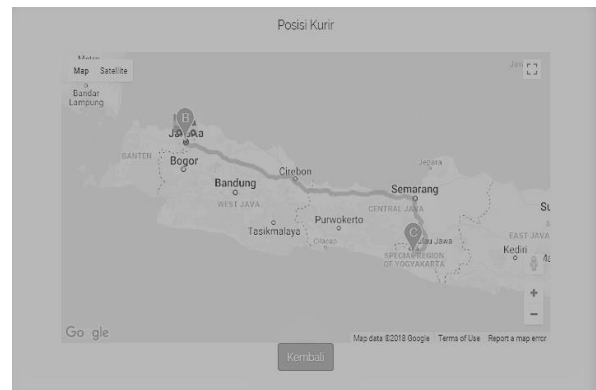 Posisi Kurir
Map Satellite
Bandar
Lampung
B
BANTEN
Bogor
Cirebon
Jepara
Bandung
Semarang
WEST JAVA
CENTRAL JAVA
Purwokerto
Tasikmalaya
Cilacap
C
SPECIAL REGION
OF YOGYAKARTA
EAST JAVA
Kediri
+
−
Google
Map data ©2018 Google Terms of Use Report a map error
Kembali